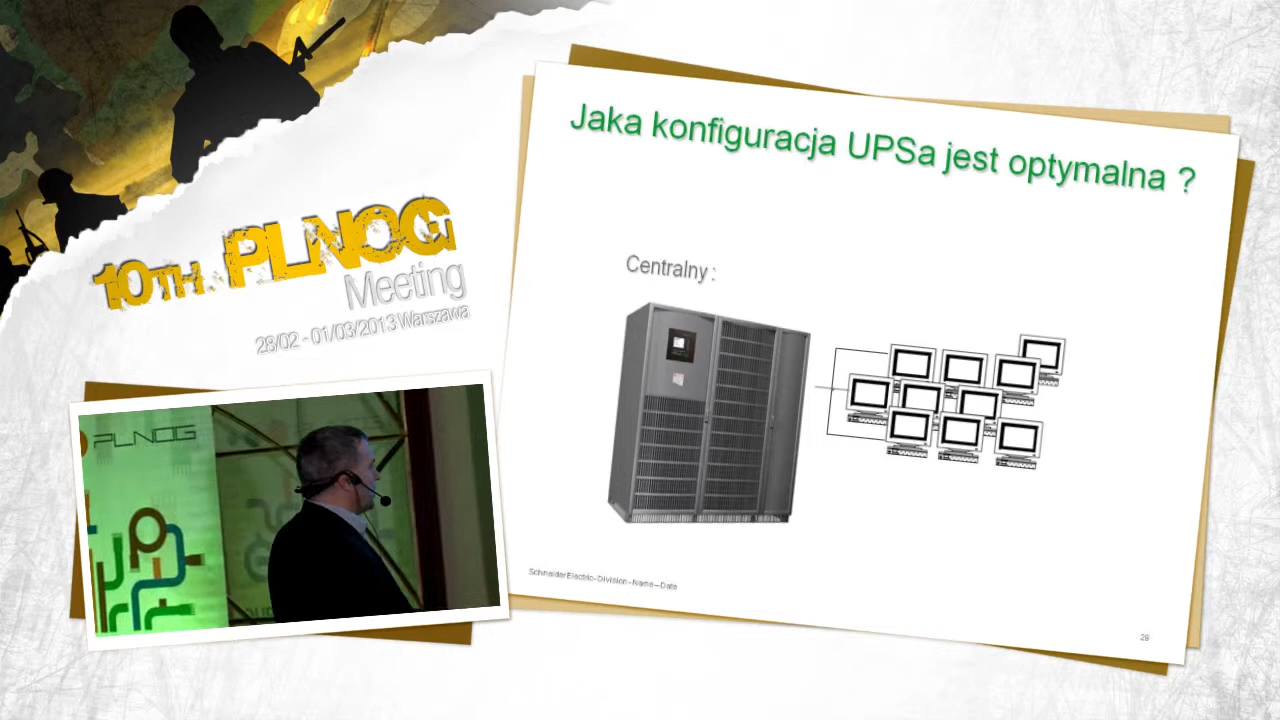 10TH PLNOG
Meeting
28/02 - 01/03/2013 Warszawa
PLNOG
Jaka konfiguracja UPSa jest optymalna ?
Centralny :
Schneider Electric - Division - Name – Date
29